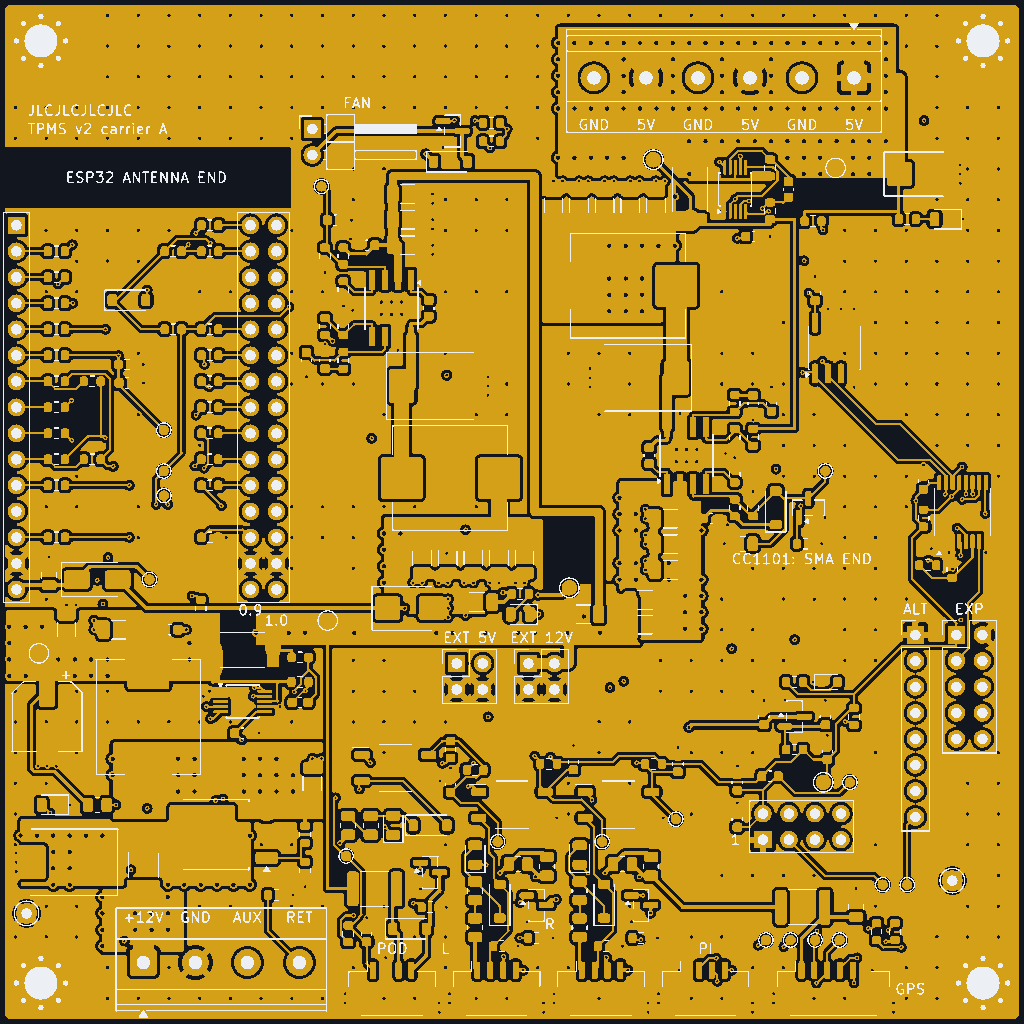 FAN
JLCJLCJLCJLC
TPMS v2 carrier A
GND 5V GND 5V GND 5V
ESP32 ANTENNA END
CC1101: SMA END
0.9
1.0
ALT EXP
EXT 5V EXT 12V
+
1
+12V GND AUX RET
R
POD L PI
GPS